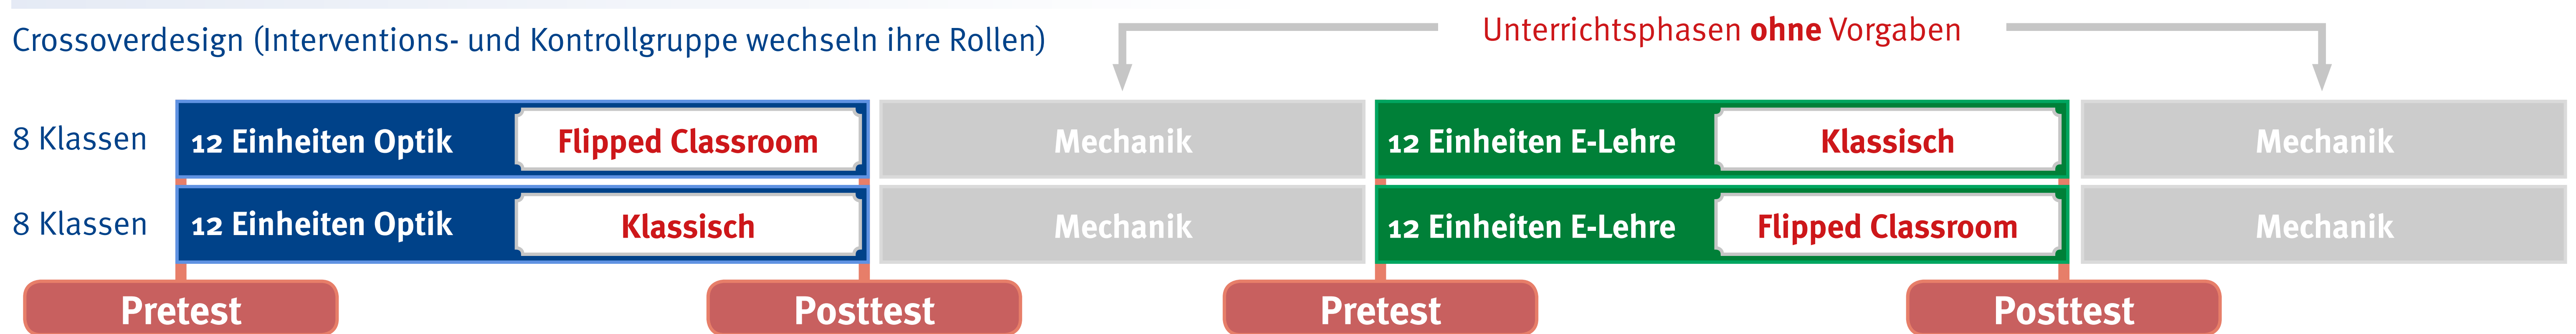 Crossoverdesign (Interventions- und Kontrollgruppe wechseln ihre Rollen)
Unterrichtsphasen ohne Vorgaben
8 Klassen
12 Einheiten Optik
Flipped Classroom
Mechanik
12 Einheiten E-Lehre
Klassisch
Mechanik
8 Klassen
12 Einheiten Optik
Klassisch
Mechanik
12 Einheiten E-Lehre
Flipped Classroom
Mechanik
Pretest
Posttest
Pretest
Posttest